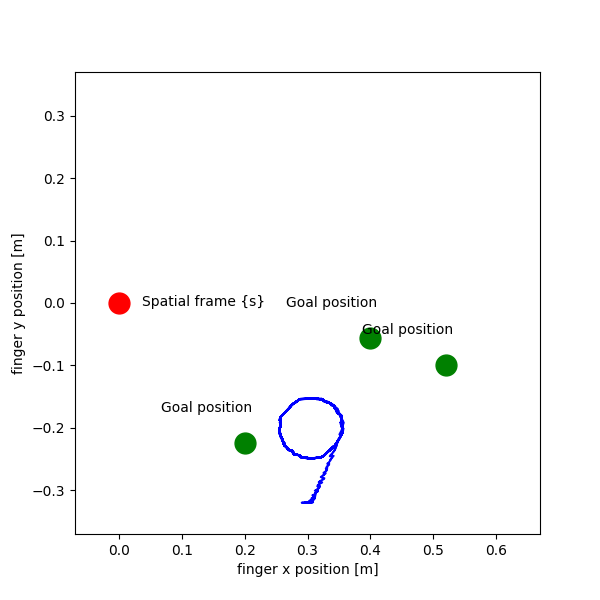 0.3
0.2
0.1
0.0
−0.1
−0.2
−0.3
finger y position [m]
Spatial frame {s}
Goal position
Goal position
Goal position
0.0 0.1 0.2 0.3 0.4 0.5 0.6
finger x position [m]